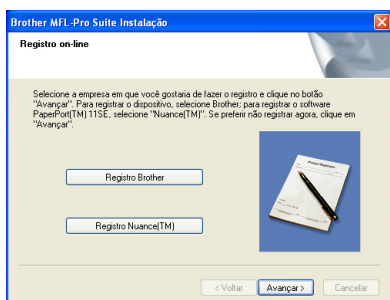 Brother MFL-Pro Suite Instalação
Registro on-line
Selecione a empresa em que você gostaria de fazer o registro e clique no botão
"Avançar". Para registrar o dispositivo, selecione Brother; para registrar o software
PaperPort(TM) 11SE, selecione "Nuance(TM)". Se preferir não registrar agora, clique em
"Avançar".
Registro Brother
Registro Nuance(TM)
< Voltar
Avançar >
Cancelar